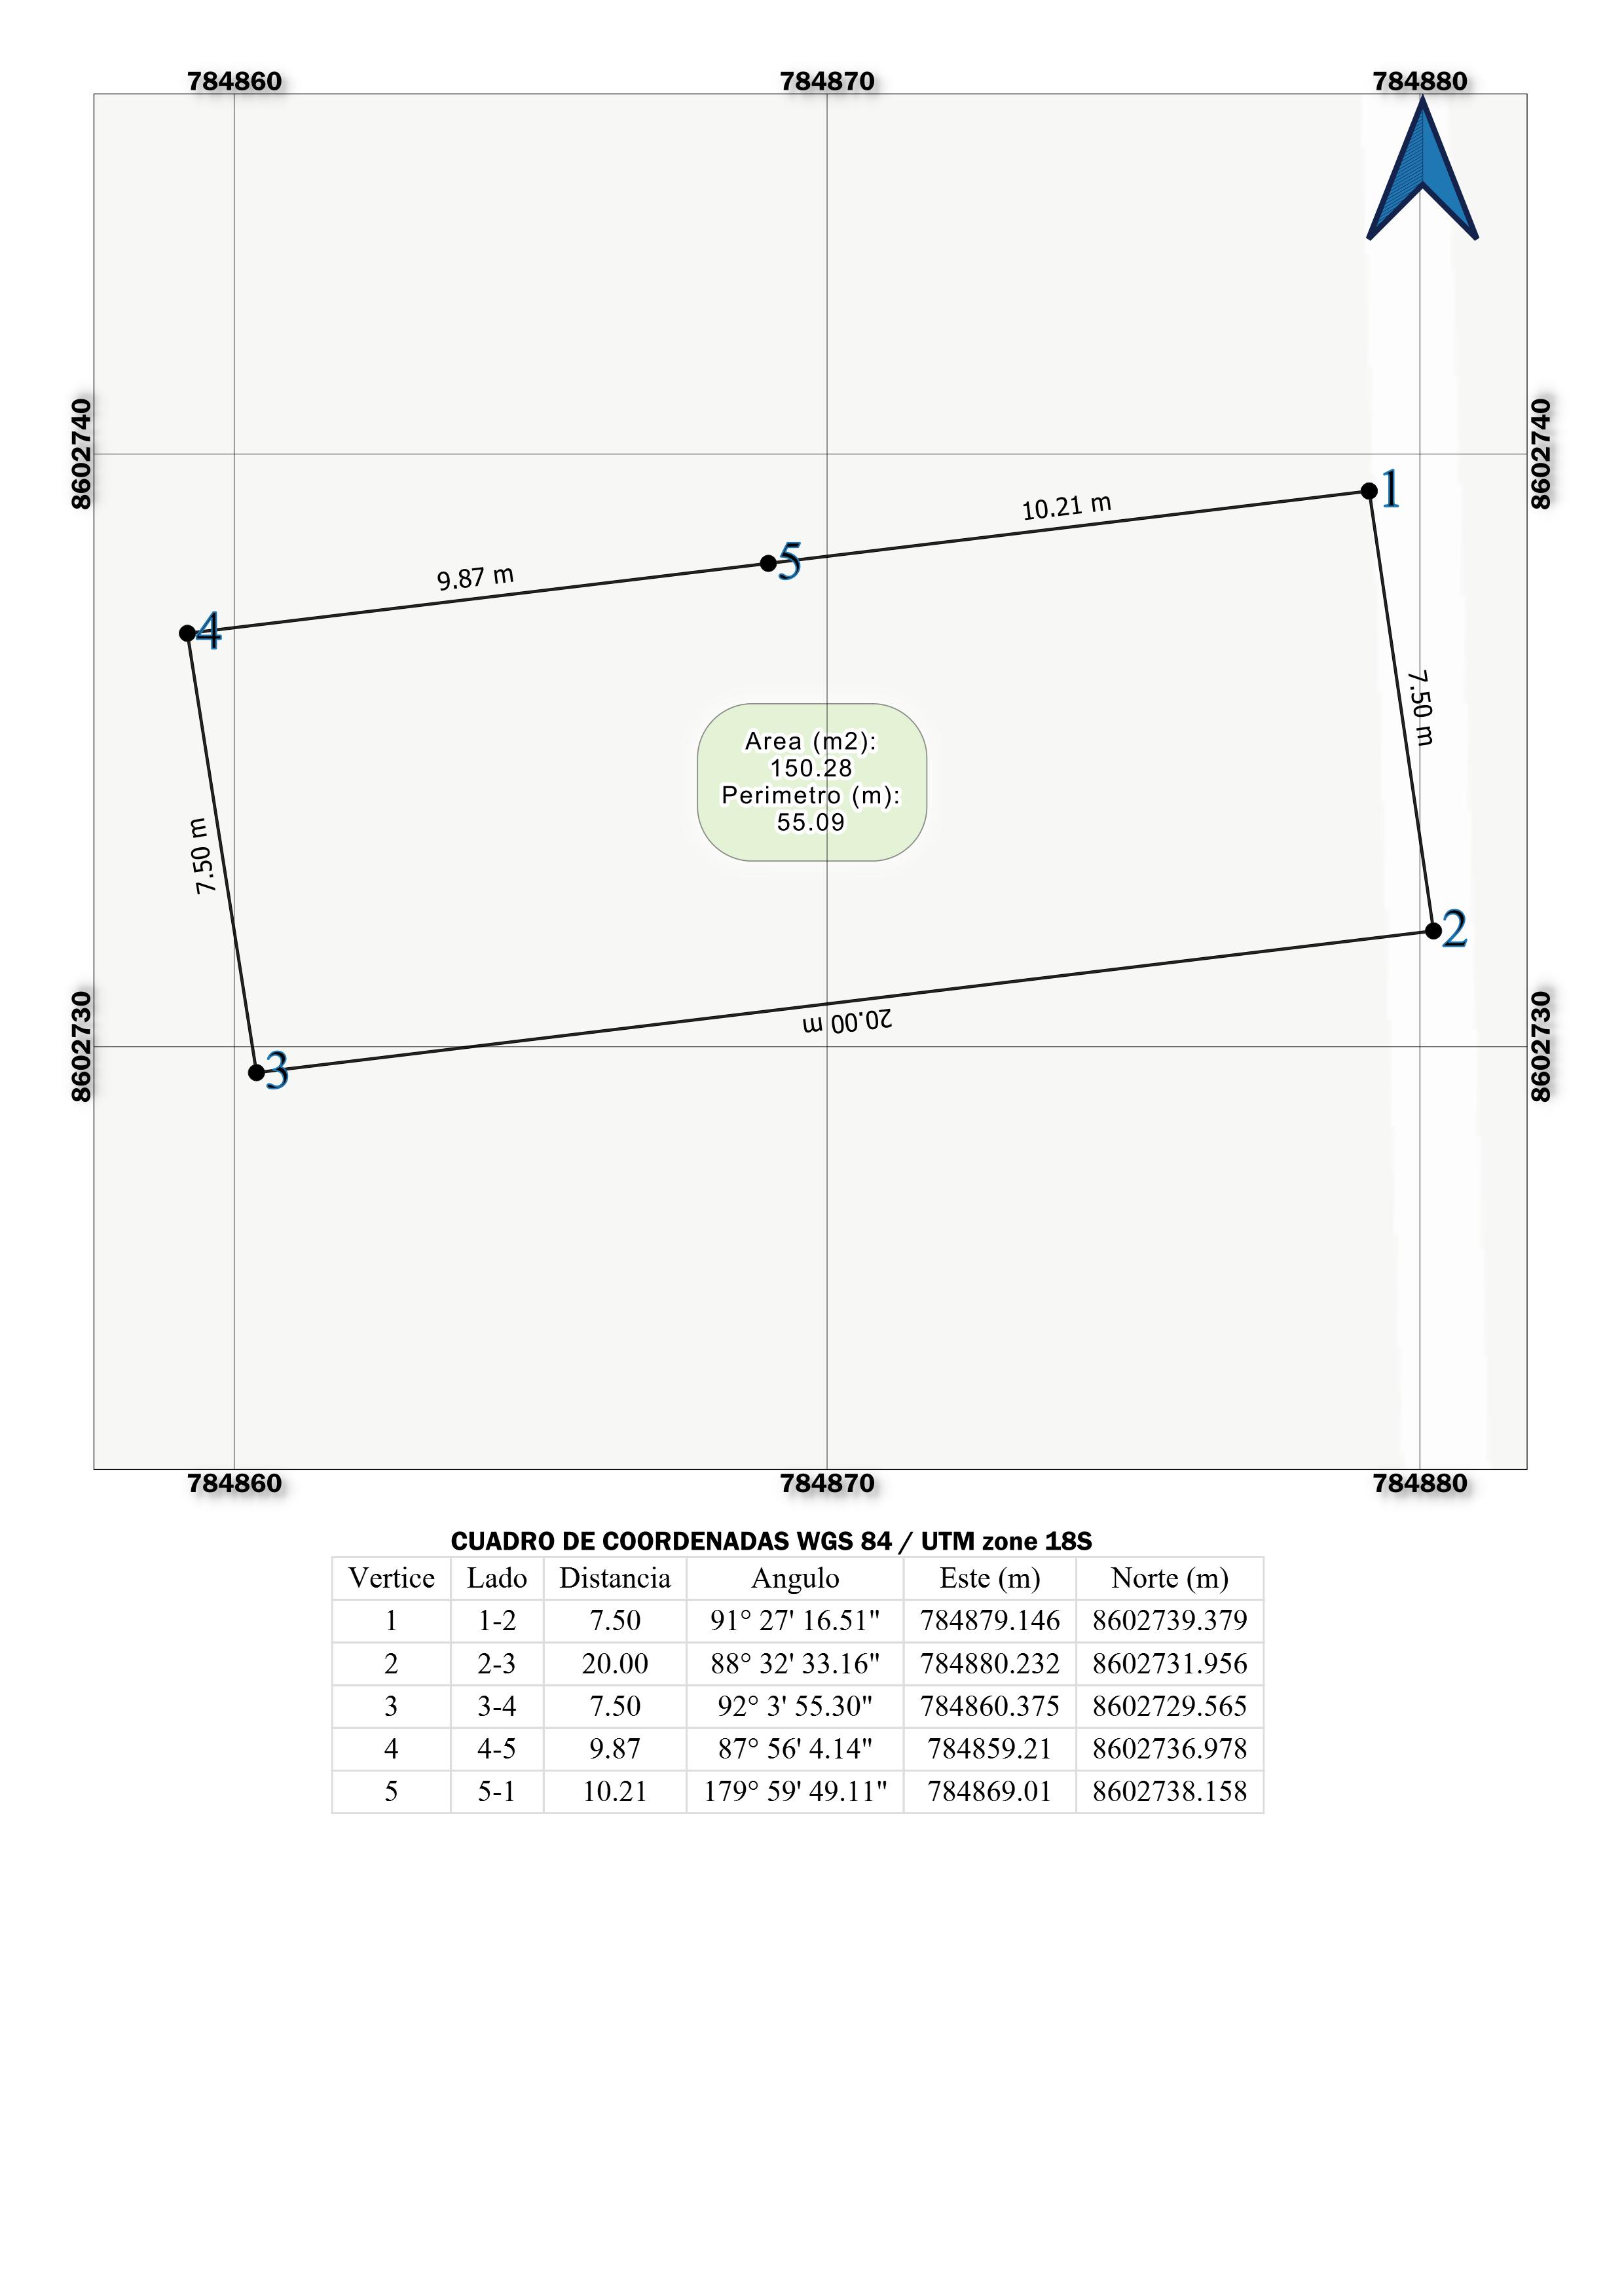 784860 784870 784880
8602740 8602740
1
10.21 m
5
9.87 m
4
7.50 m
Area (m2):
150.28
Perimetro (m):
55.09
7.50 m
2
20.00 m
3
8602730 8602730
784860 784870 784880
CUADRO DE COORDENADAS WGS 84 / UTM zone 18S
Vertice Lado Distancia Angulo Este (m) Norte (m)
1 1-2 7.50 91° 27' 16.51" 784879.146 8602739.379
2 2-3 20.00 88° 32' 33.16" 784880.232 8602731.956
3 3-4 7.50 92° 3' 55.30" 784860.375 8602729.565
4 4-5 9.87 87° 56' 4.14" 784859.21 8602736.978
5 5-1 10.21 179° 59' 49.11" 784869.01 8602738.158